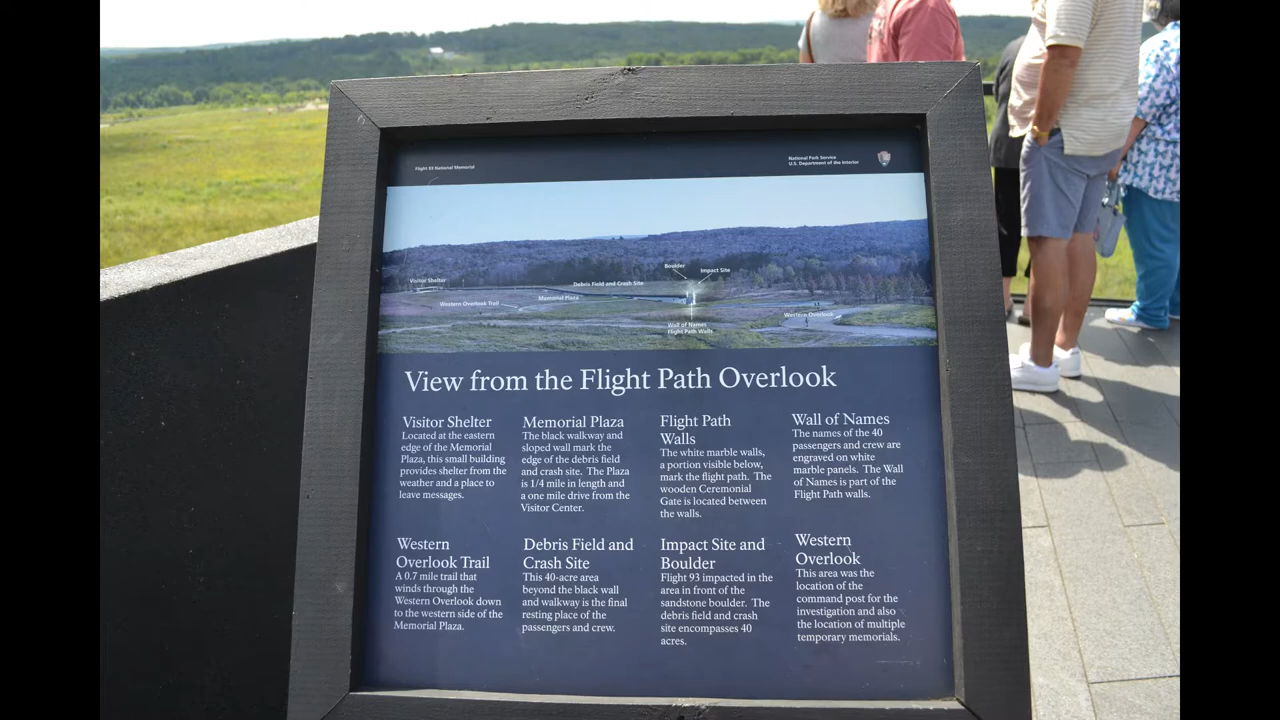 Flight 93 National Memorial
National Park Service
U.S. Department of the Interior
Boulder
Impact Site
Visitor Shelter
Debris Field and Crash Site
Western Overlook Trail
Memorial Plaza
Western Overlook
Wall of Names
Flight Path Walls
View from the Flight Path Overlook
Visitor Shelter
Located at the eastern
edge of the Memorial
Plaza, this small building
provides shelter from the
weather and a place to
leave messages.
Memorial Plaza
The black walkway and
sloped wall mark the
edge of the debris field
and crash site. The Plaza
is 1/4 mile in length and
a one mile drive from the
Visitor Center.
Flight Path
Walls
The white marble walls,
a portion visible below,
mark the flight path. The
wooden Ceremonial
Gate is located between
the walls.
Wall of Names
The names of the 40
passengers and crew are
engraved on white
marble panels. The Wall
of Names is part of the
Flight Path walls.
Western
Overlook Trail
A 0.7 mile trail that
winds through the
Western Overlook down
to the western side of the
Memorial Plaza.
Debris Field and
Crash Site
This 40-acre area
beyond the black wall
and walkway is the final
resting place of the
passengers and crew.
Impact Site and
Boulder
Flight 93 impacted in the
area in front of the
sandstone boulder. The
debris field and crash
site encompasses 40
acres.
Western
Overlook
This area was the
location of the
command post for the
investigation and also
the location of multiple
temporary memorials.